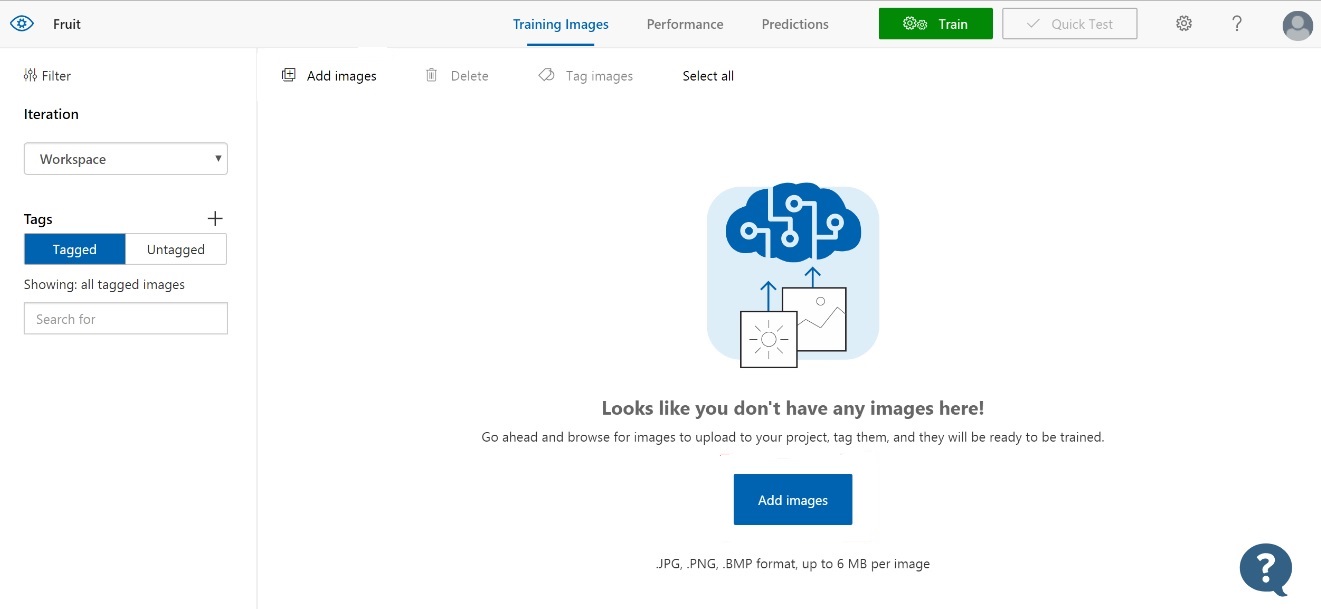 Fruit
Training Images
Performance
Predictions
Train
Quick Test
?
Filter
Add images
Delete
Tag images
Select all
Iteration
Workspace
Tags
Tagged
Untagged
Showing: all tagged images
Search for
Looks like you don't have any images here!
Go ahead and browse for images to upload to your project, tag them, and they will be ready to be trained.
Add images
.JPG, .PNG, .BMP format, up to 6 MB per image
?